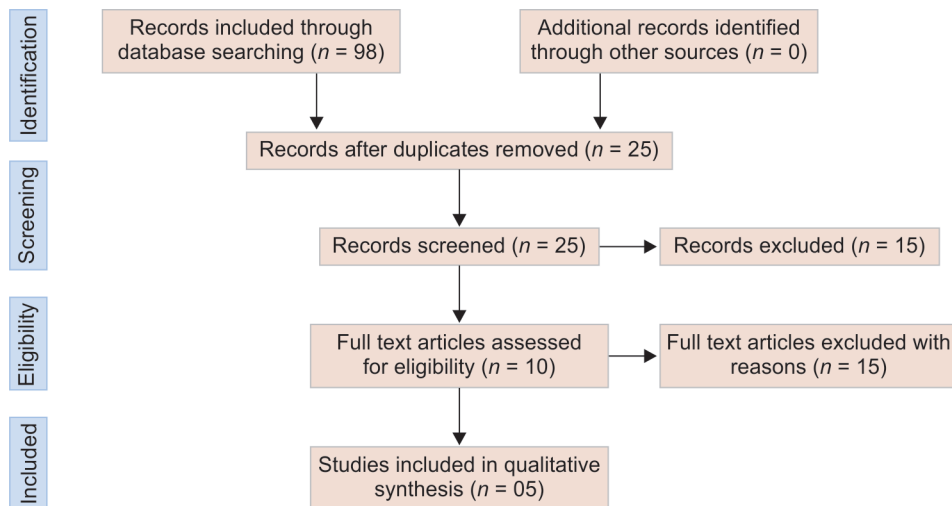 Identification
Records included through
database searching (n = 98)
Additional records identified
through other sources (n = 0)
Records after duplicates removed (n = 25)
Screening
Records screened (n = 25)
Records excluded (n = 15)
Eligibility
Full text articles assessed
for eligibility (n = 10)
Full text articles excluded with
reasons (n = 15)
Included
Studies included in qualitative
synthesis (n = 05)